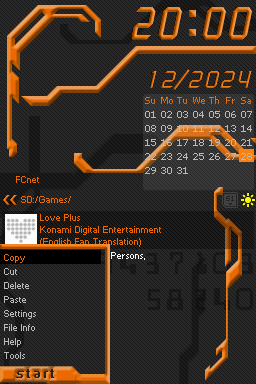 20:00
12/2024
Su Mo Tu We Th Fr Sa
01 02 03 04 05 06 07
08 09 10 11 12 13 14
15 16 17 18 19 20 21
22 23 24 25 26 27 28
29 30 31
FCnet
SD:/Games/
Love Plus
Konami Digital Entertainment
(English Fan Translation)
Copy
Persons,
Cut
Delete
Paste
Settings
File Info
Help
Tools
start